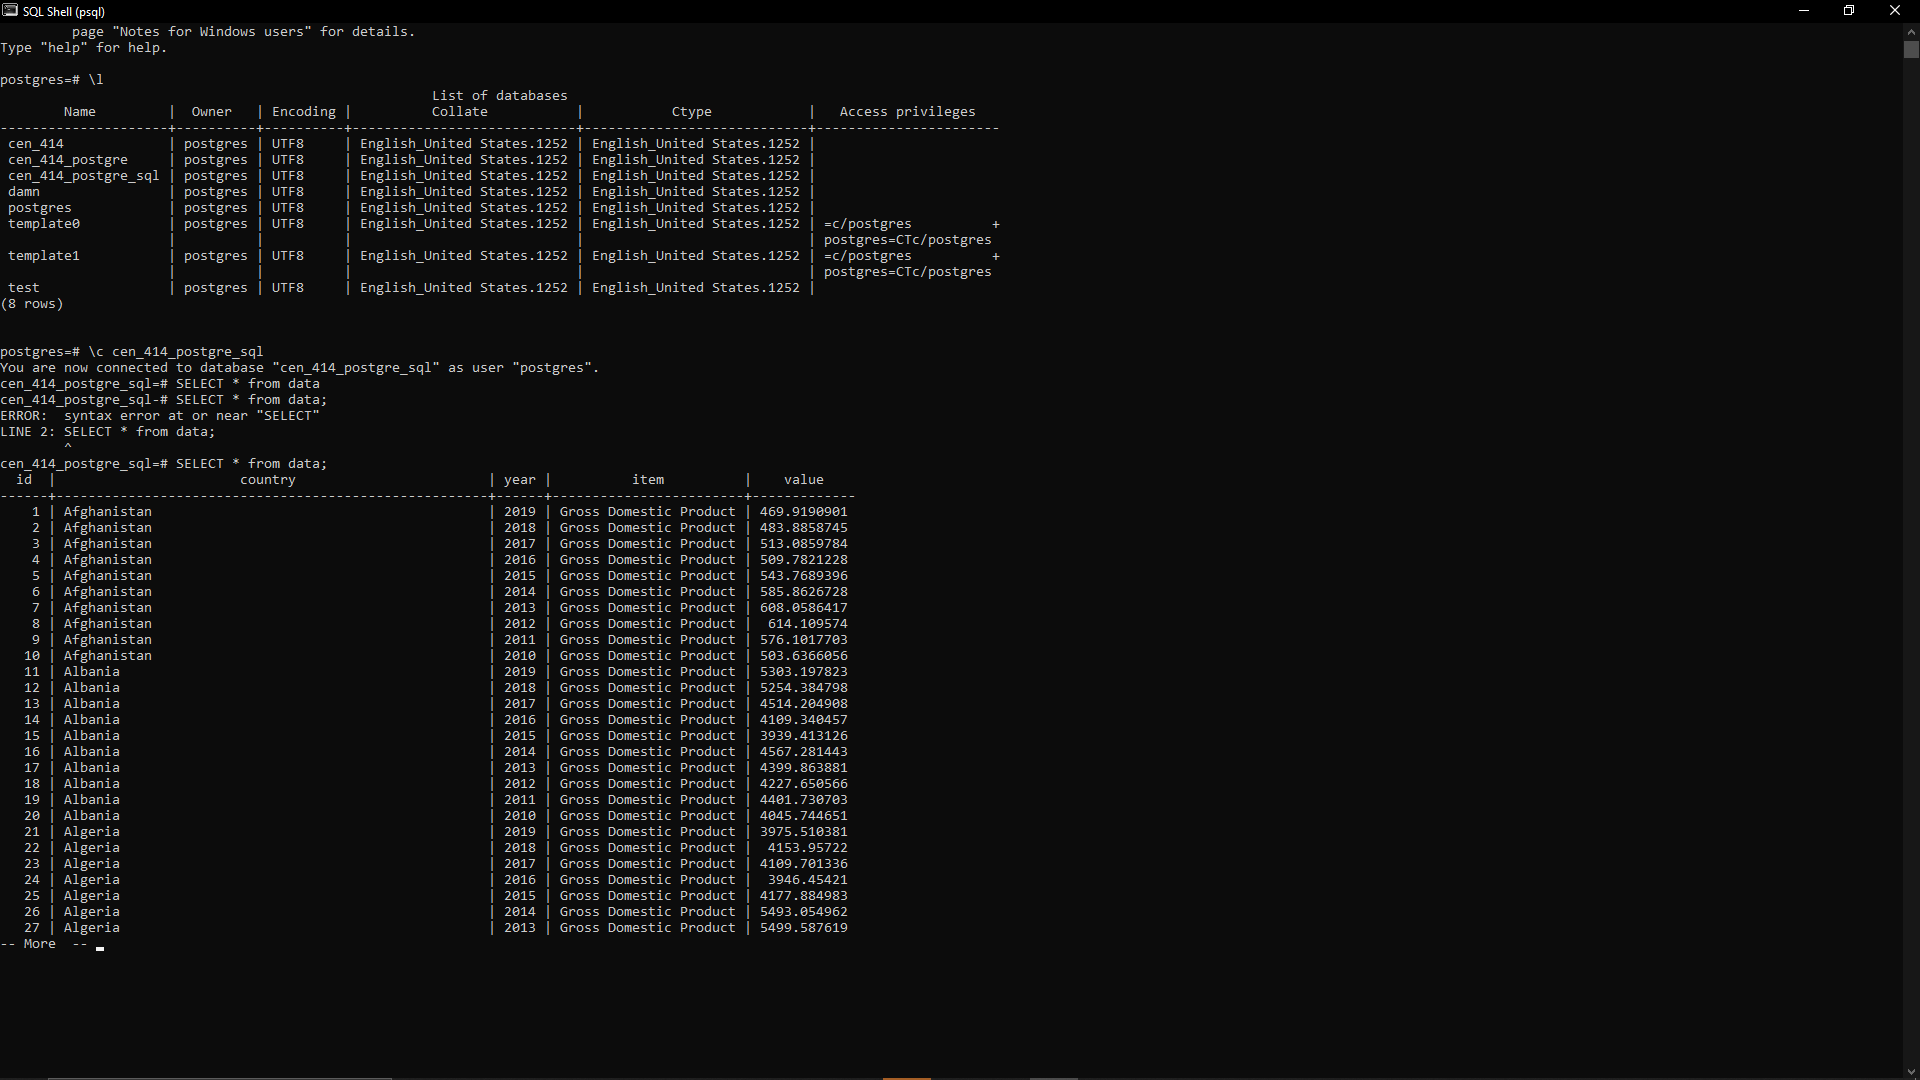 SQL Shell (psql)
page "Notes for Windows users" for details.
Type "help" for help.
postgres=# \l
List of databases
Name | Owner | Encoding | Collate | Ctype | Access privileges
---------------------+----------+----------+----------------------------+----------------------------+-----------------------
cen_414 | postgres | UTF8 | English_United States.1252 | English_United States.1252 |
cen_414_postgre | postgres | UTF8 | English_United States.1252 | English_United States.1252 |
cen_414_postgre_sql | postgres | UTF8 | English_United States.1252 | English_United States.1252 |
damn | postgres | UTF8 | English_United States.1252 | English_United States.1252 |
postgres | postgres | UTF8 | English_United States.1252 | English_United States.1252 |
template0 | postgres | UTF8 | English_United States.1252 | English_United States.1252 | =c/postgres +
| | | | | postgres=CTc/postgres
template1 | postgres | UTF8 | English_United States.1252 | English_United States.1252 | =c/postgres +
| | | | | postgres=CTc/postgres
test | postgres | UTF8 | English_United States.1252 | English_United States.1252 |
(8 rows)
postgres=# \c cen_414_postgre_sql
You are now connected to database "cen_414_postgre_sql" as user "postgres".
cen_414_postgre_sql=# SELECT * from data
cen_414_postgre_sql-# SELECT * from data;
ERROR:  syntax error at or near "SELECT"
LINE 2: SELECT * from data;
^
cen_414_postgre_sql=# SELECT * from data;
id | country | year | item | value
------+------------------------------------------------------+------+------------------------+-------------
1 | Afghanistan | 2019 | Gross Domestic Product | 469.9190901
2 | Afghanistan | 2018 | Gross Domestic Product | 483.8858745
3 | Afghanistan | 2017 | Gross Domestic Product | 513.0859784
4 | Afghanistan | 2016 | Gross Domestic Product | 509.7821228
5 | Afghanistan | 2015 | Gross Domestic Product | 543.7689396
6 | Afghanistan | 2014 | Gross Domestic Product | 585.8626728
7 | Afghanistan | 2013 | Gross Domestic Product | 608.0586417
8 | Afghanistan | 2012 | Gross Domestic Product | 614.109574
9 | Afghanistan | 2011 | Gross Domestic Product | 576.1017703
10 | Afghanistan | 2010 | Gross Domestic Product | 503.6366056
11 | Albania | 2019 | Gross Domestic Product | 5303.197823
12 | Albania | 2018 | Gross Domestic Product | 5254.384798
13 | Albania | 2017 | Gross Domestic Product | 4514.204908
14 | Albania | 2016 | Gross Domestic Product | 4109.340457
15 | Albania | 2015 | Gross Domestic Product | 3939.413126
16 | Albania | 2014 | Gross Domestic Product | 4567.281443
17 | Albania | 2013 | Gross Domestic Product | 4399.863881
18 | Albania | 2012 | Gross Domestic Product | 4227.650566
19 | Albania | 2011 | Gross Domestic Product | 4401.730703
20 | Albania | 2010 | Gross Domestic Product | 4045.744651
21 | Algeria | 2019 | Gross Domestic Product | 3975.510381
22 | Algeria | 2018 | Gross Domestic Product | 4153.95722
23 | Algeria | 2017 | Gross Domestic Product | 4109.701336
24 | Algeria | 2016 | Gross Domestic Product | 3946.45421
25 | Algeria | 2015 | Gross Domestic Product | 4177.884983
26 | Algeria | 2014 | Gross Domestic Product | 5493.054962
27 | Algeria | 2013 | Gross Domestic Product | 5499.587619
-- More  --